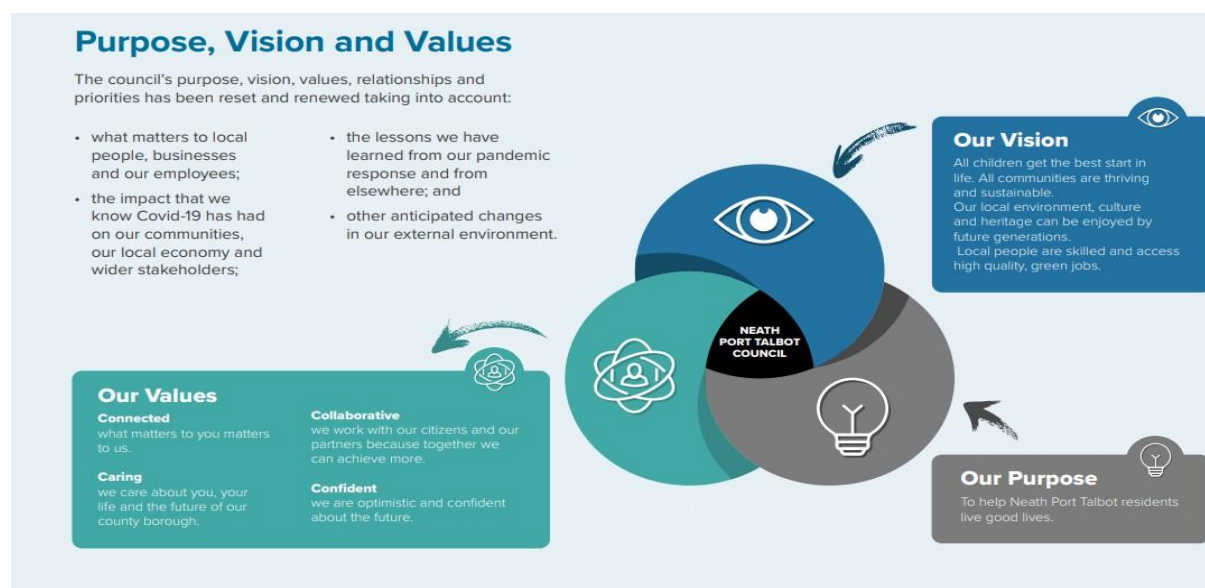 Purpose, Vision and Values
The council's purpose, vision, values, relationships and
priorities has been reset and renewed taking into account:
• what matters to local
people, businesses
and our employees;
• the impact that we
know Covid-19 has had
on our communities,
our local economy and
wider stakeholders;
• the lessons we have
learned from our pandemic
response and from
elsewhere; and
• other anticipated changes
in our external environment.
Our Vision
All children get the best start in
life. All communities are thriving
and sustainable.
Our local environment, culture
and heritage can be enjoyed by
future generations.
Local people are skilled and access
high quality, green jobs.
NEATH
PORT TALBOT
COUNCIL
Our Values
Connected
what matters to you matters
to us.
Caring
we care about you, your
life and the future of our
county borough.
Collaborative
we work with our citizens and our
partners because together we
can achieve more.
Confident
we are optimistic and confident
about the future.
Our Purpose
To help Neath Port Talbot residents
live good lives.